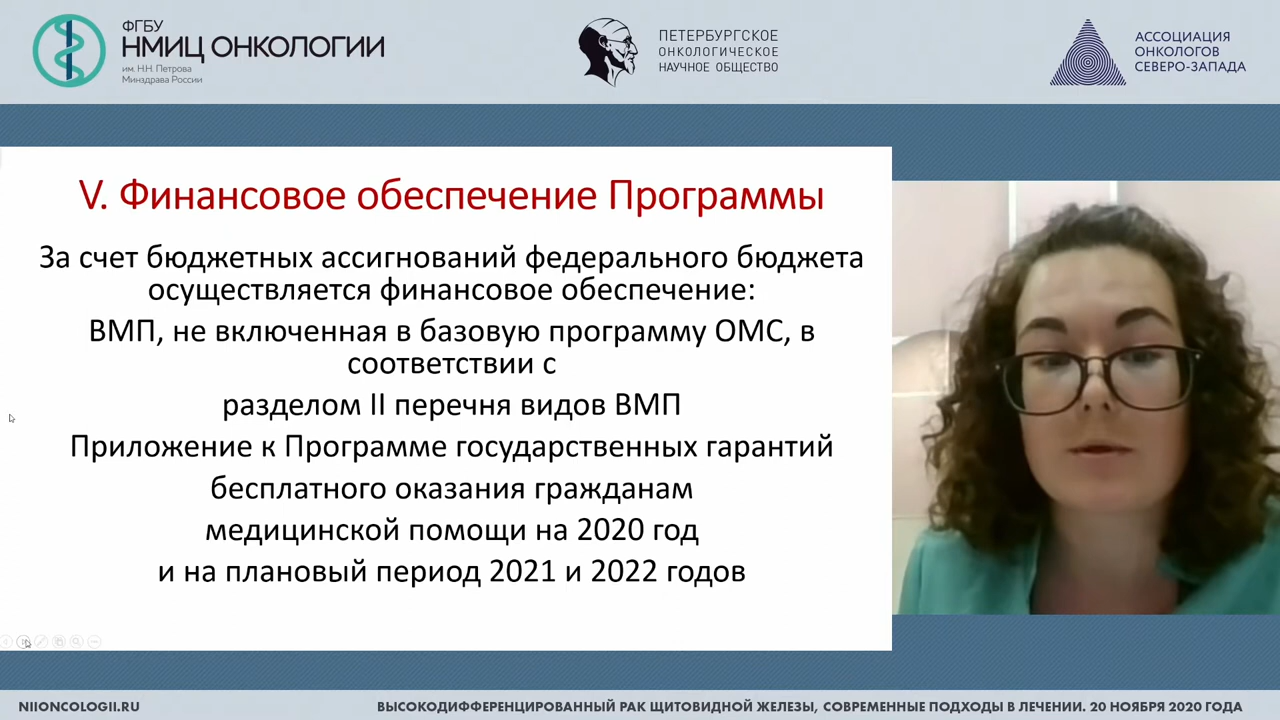 ФГБУ
НМИЦ ОНКОЛОГИИ
им. Н.Н. Петрова
Минздрава России
ПЕТЕРБУРГСКОЕ
ОНКОЛОГИЧЕСКОЕ
НАУЧНОЕ ОБЩЕСТВО
АССОЦИАЦИЯ
ОНКОЛОГОВ
СЕВЕРО-ЗАПАДА
V. Финансовое обеспечение Программы
За счет бюджетных ассигнований федерального бюджета
осуществляется финансовое обеспечение:
ВМП, не включенная в базовую программу ОМС, в
соответствии с
разделом II перечня видов ВМП
Приложение к Программе государственных гарантий
бесплатного оказания гражданам
медицинской помощи на 2020 год
и на плановый период 2021 и 2022 годов
NIIONCOLOGII.RU
ВЫСОКОДИФФЕРЕНЦИРОВАННЫЙ РАК ЩИТОВИДНОЙ ЖЕЛЕЗЫ, СОВРЕМЕННЫЕ ПОДХОДЫ В ЛЕЧЕНИИ. 20 НОЯБРЯ 2020 ГОДА